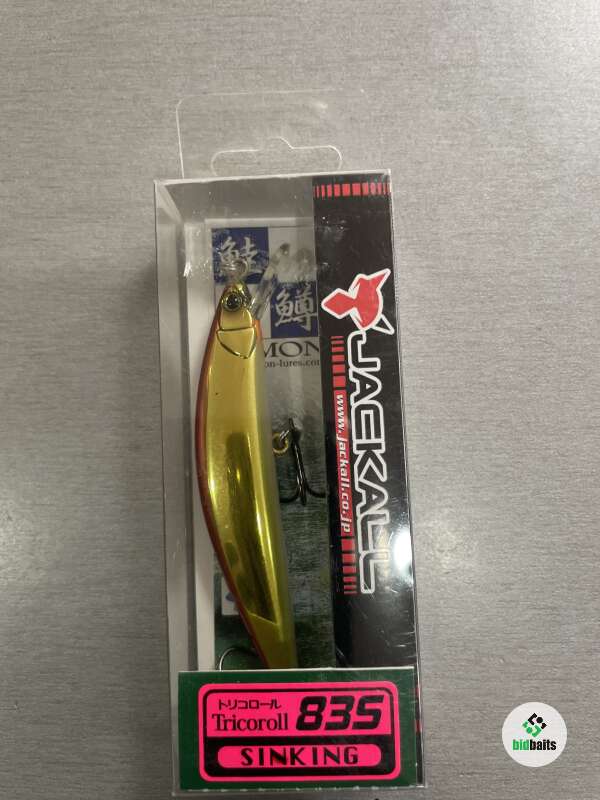 鮭
鱒
MON
on-lures.com
JACKALL
www.jackall.co.jp
トリコロール
Tricoroll 83S
SINKING
bidbaits